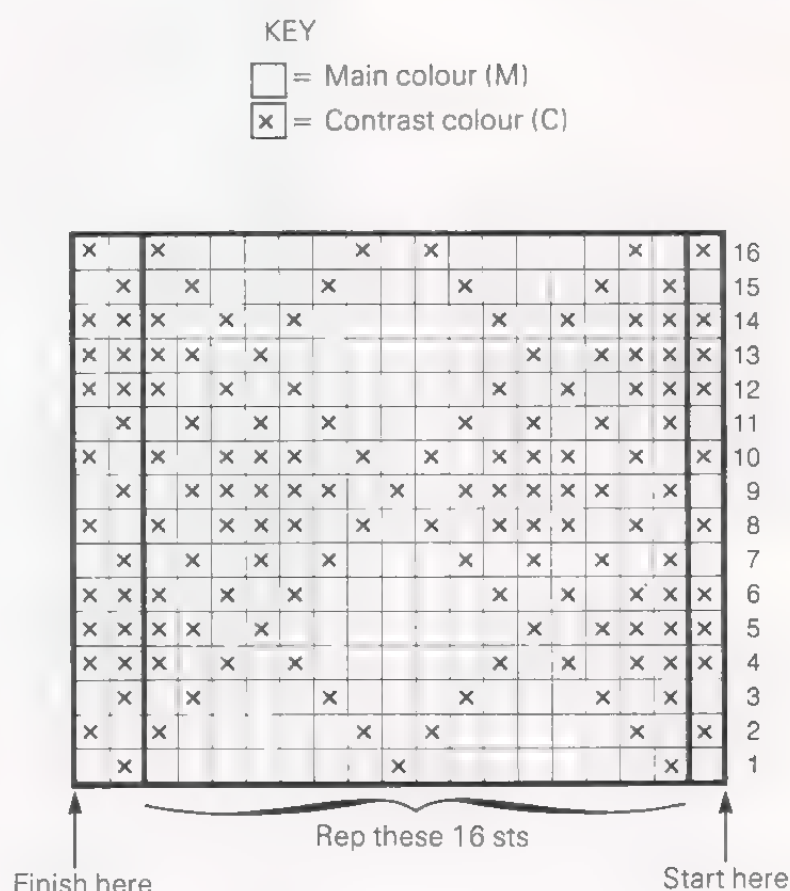 KEY
= Main colour (M)
x = Contrast colour (C)
x x x x x x 16
x x x x x x 15
x x x x x x x x x x 14
x x x x x x x x x x 13
x x x x x x x x x x 12
x x x x x x x x 11
x x x x x x x x x x x x 10
x x x x x x x x x x x x x 9
x x x x x x x x x x x x 8
x x x x x x x x 7
x x x x x x x x x x 6
x x x x x x x x x x 5
x x x x x x x x x x 4
x x x x x x 3
x x x x x x 2
x x x 1
Rep these 16 sts
Finish here
Start here